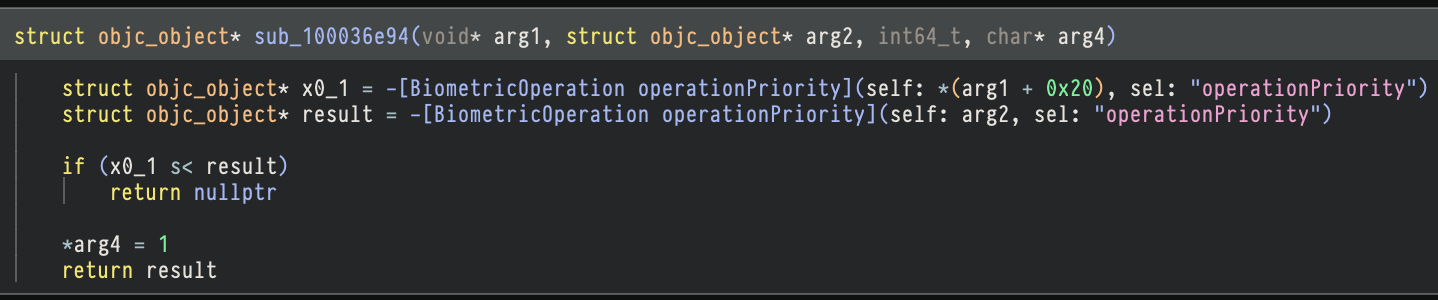 struct objc_object* sub_100036e94(void* arg1, struct objc_object* arg2, int64_t, char* arg4)
struct objc_object* x0_1 = -[BiometricOperation operationPriority](self: *(arg1 + 0x20), sel: "operationPriority")
struct objc_object* result = -[BiometricOperation operationPriority](self: arg2, sel: "operationPriority")
if (x0_1 s< result)
return nullptr
*arg4 = 1
return result